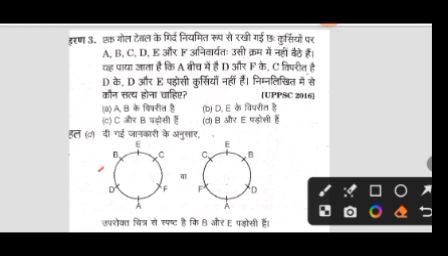 हरण 3. एक गोल टेबल के गिर्द नियमित रूप से रखी गई छः कुर्सियों पर
A, B, C, D, E और F अनिवार्यतः उसी क्रम में नहीं बैठे हैं।
यह पाया जाता है कि A बीच में है D और F के, C विपरीत है
D के, D और E पड़ोसी कुर्सियाँ नहीं हैं। निम्नलिखित में से
कौन सत्य होना चाहिए? [UPPSC 2016]
(a) A, B के विपरीत है (b) D, E के विपरीत है
(c) C और B पड़ोसी हैं (d) B और E पड़ोसी हैं
हल (d) दी गई जानकारी के अनुसार,
E E
B C C B
या
D F F D
A A
उपरोक्त चित्र से स्पष्ट है कि B और E पड़ोसी हैं।